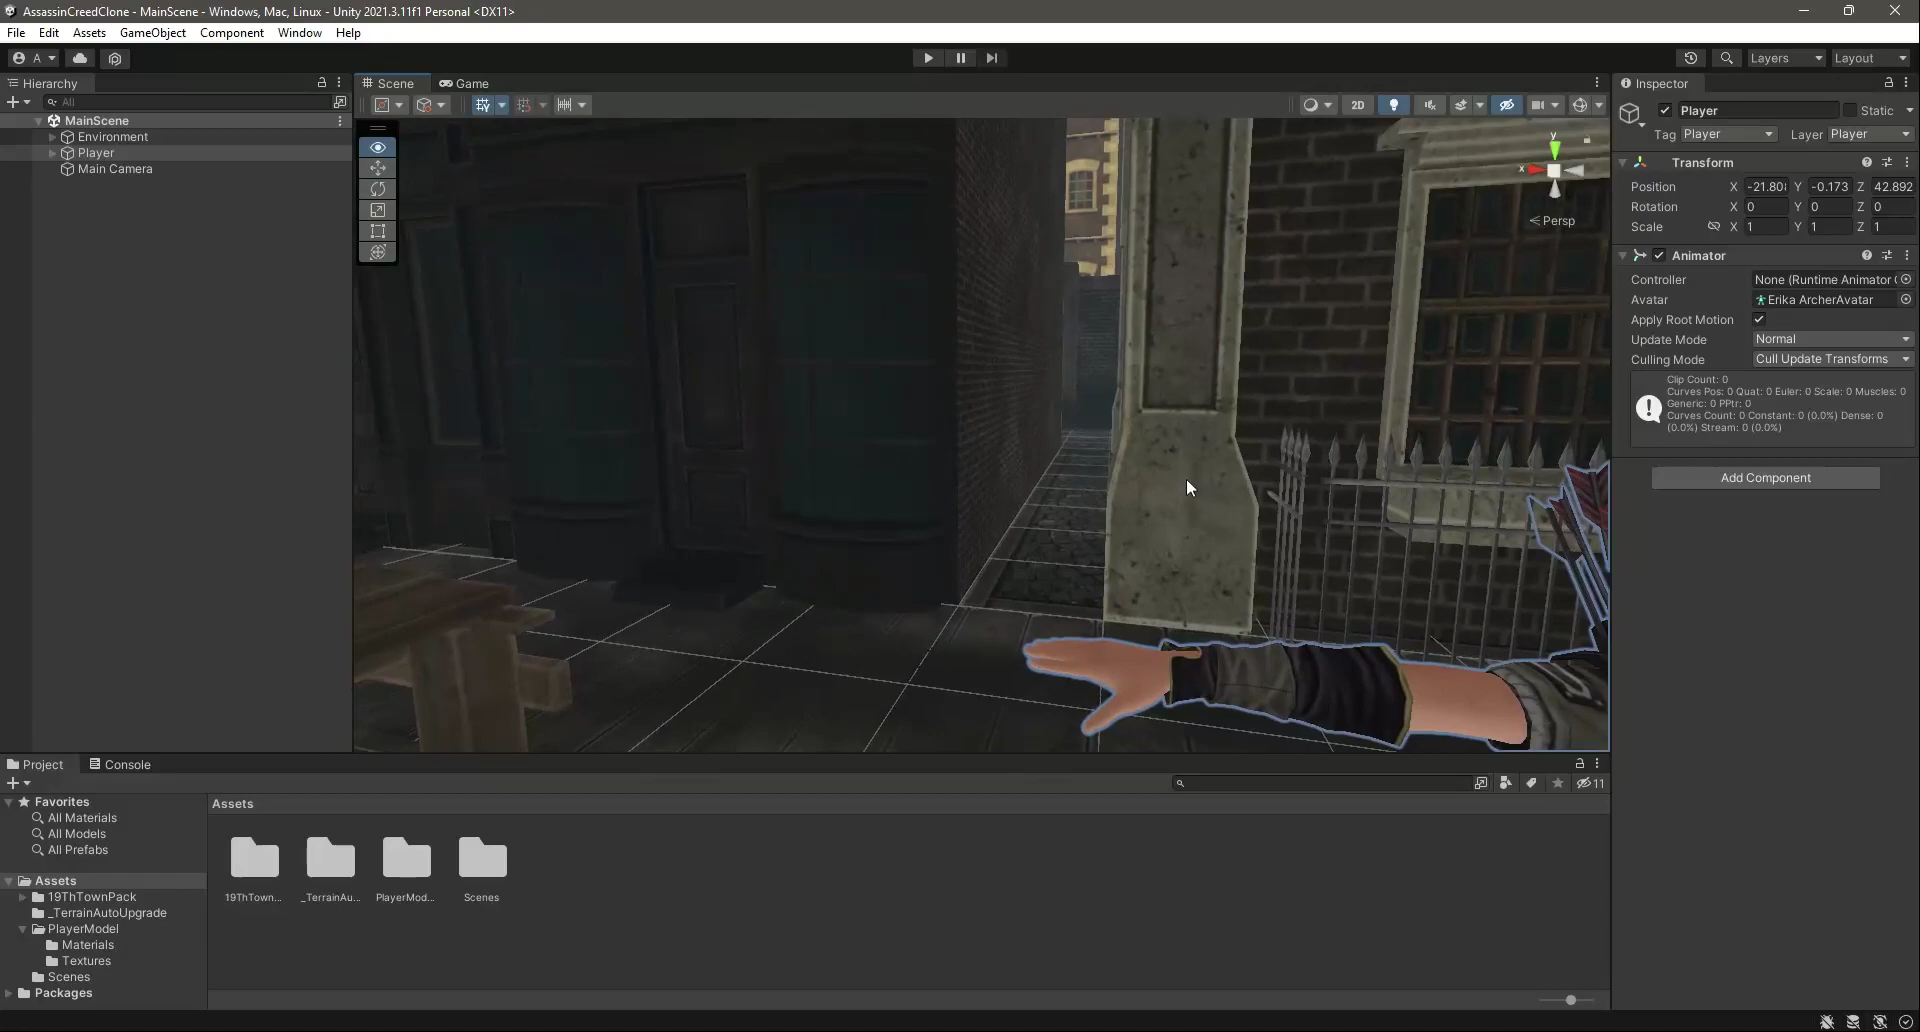 AssassinCreedClone - MainScene - Windows, Mac, Linux - Unity 2021.3.11f1 Personal <DX11>
File Edit Assets GameObject Component Window Help
A Layers Layout
Hierarchy Scene Game Inspector
All 2D Player Static
Tag Player Layer Player
MainScene
Environment
Player
Main Camera
y
x
Persp
Transform
Position X -21.80 Y -0.173 Z 42.892
Rotation X 0 Y 0 Z 0
Scale X 1 Y 1 Z 1
Animator
Controller None (Runtime Animator
Avatar Erika ArcherAvatar
Apply Root Motion
Update Mode Normal
Culling Mode Cull Update Transforms
Clip Count: 0
Curves Pos: 0 Quat: 0 Euler: 0 Scale: 0 Muscles: 0
Generic: 0 PPtr: 0
Curves Count: 0 Constant: 0 (0.0%) Dense: 0
(0.0%) Stream: 0 (0.0%)
Add Component
Project Console
11
Favorites
All Materials
All Models
All Prefabs
Assets
19ThTownPack
_TerrainAutoUpgrade
PlayerModel
Materials
Textures
Scenes
Packages
Assets
19ThTown... _TerrainAu... PlayerMod... Scenes